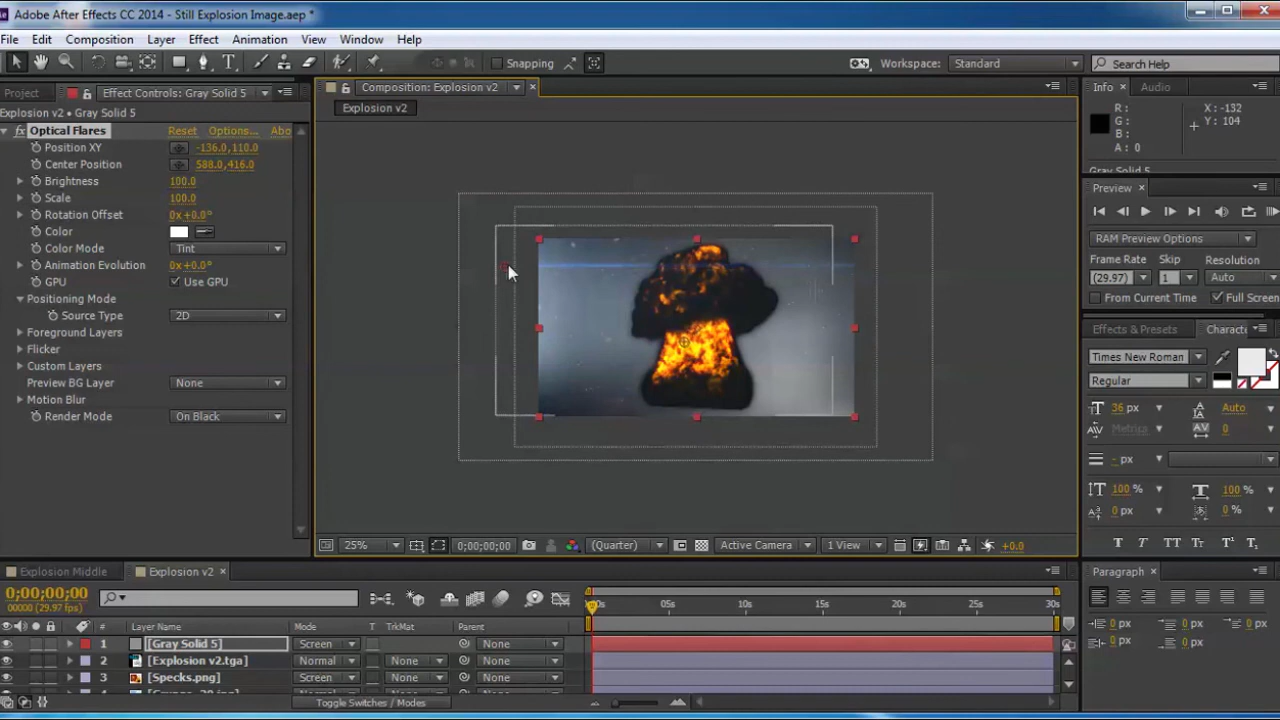 Adobe After Effects CC 2014 - Still Explosion Image.aep *
File Edit Composition Layer Effect Animation View Window Help
Snapping Workspace: Standard Search Help
Project Effect Controls: Gray Solid 5 Composition: Explosion v2 Info Audio
Explosion v2 • Gray Solid 5 Explosion v2
fx Optical Flares Reset Options... Abo
Position XY -136.0,110.0
Center Position 588.0,416.0
Brightness 100.0
Scale 100.0
Rotation Offset 0x+0.0°
Color
Color Mode Tint
Animation Evolution 0x+0.0°
GPU Use GPU
Positioning Mode
Source Type 2D
Foreground Layers
Flicker
Custom Layers
Preview BG Layer None
Motion Blur
Render Mode On Black
R: X: -132
G: Y: 104
B:
A: 0
Gray Solid 5
Preview
RAM Preview Options
Frame Rate Skip Resolution
(29.97) 1 Auto
From Current Time Full Screen
Effects & Presets Charact
Times New Roman
Regular
36 px Auto
Metrics 0
- px
100 % 100 %
0 px 0 %
T T TT Tt T¹ T,
25% 0;00;00;00 (Quarter) Active Camera 1 View +0.0
Explosion Middle Explosion v2 Paragraph
0;00;00;00
00000 (29.97 fps)
05s 10s 15s 20s 25s 30s
# Layer Name Mode T TrkMat Parent
1 [Gray Solid 5] Screen None
2 [Explosion v2.tga] Normal None None
3 [Specks.png] Screen None None
Toggle Switches / Modes
0 px 0 px 0 px
0 px 0 px